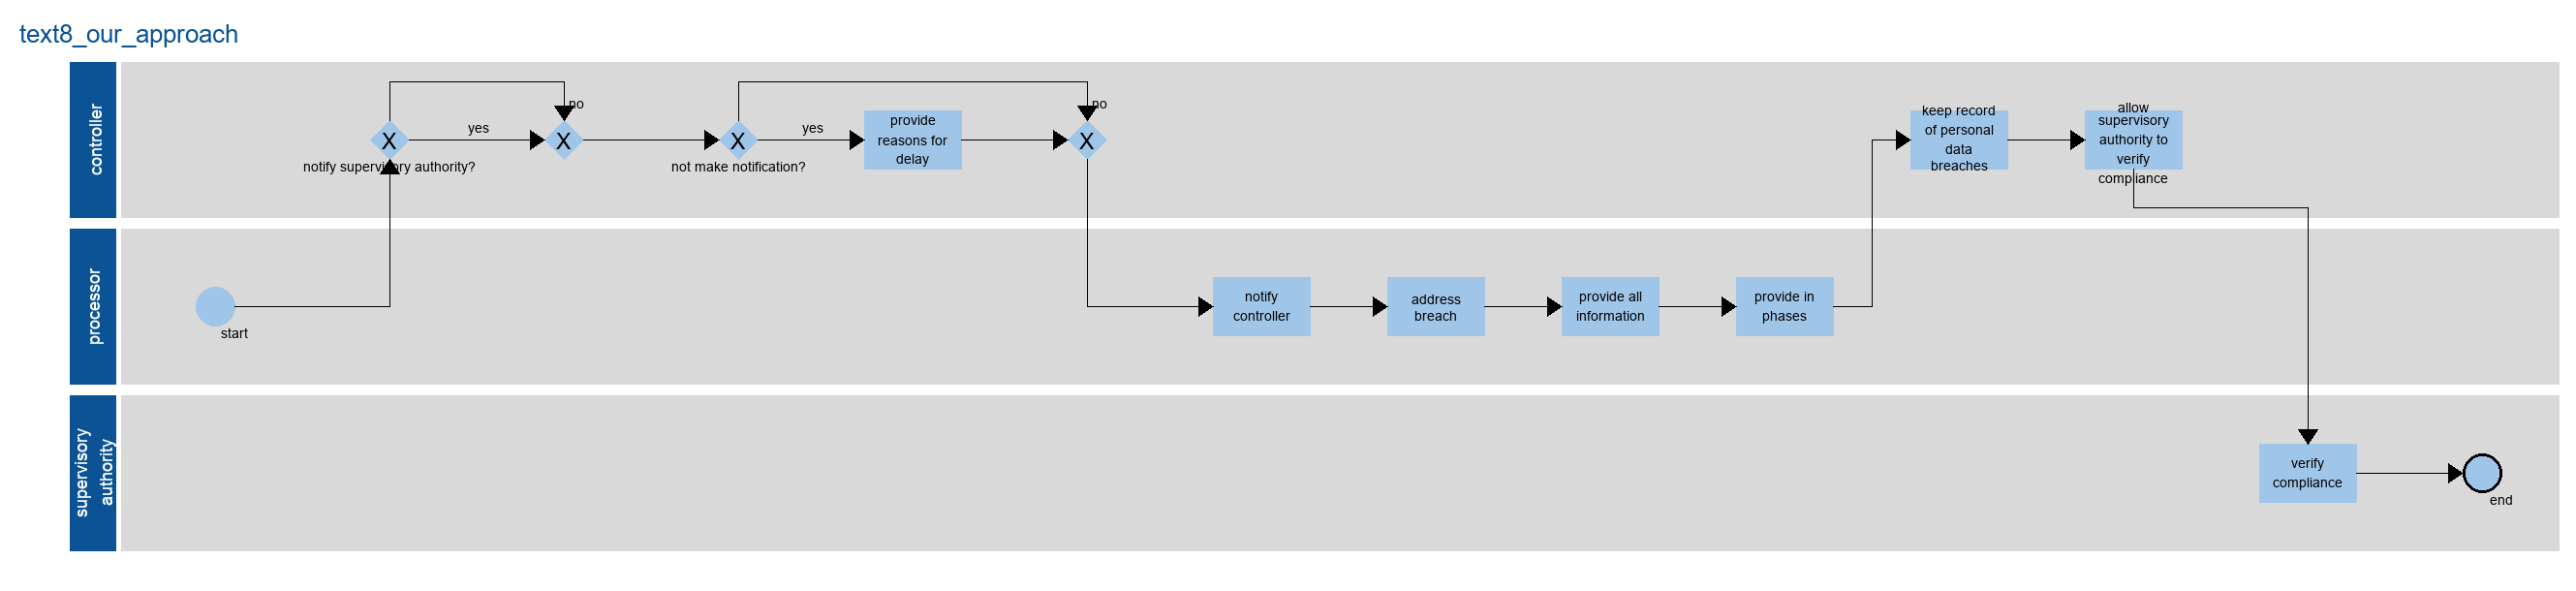 text8_our_approach
controller
no
no
yes
yes
X
X
X
X
notify supervisory authority?
not make notification?
provide
reasons for
delay
keep record
of personal
data
breaches
allow
supervisory
authority to
verify
compliance
processor
start
notify
controller
address
breach
provide all
information
provide in
phases
supervisory
authority
verify
compliance
end